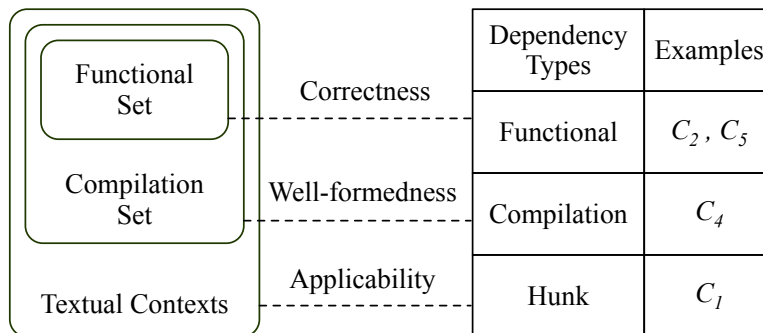 Functional
Set
Compilation
Set
Textual Contexts
Correctness
Well-formedness
Applicability
Dependency
Types
Examples
Functional
C2 , C5
Compilation
C4
Hunk
C1